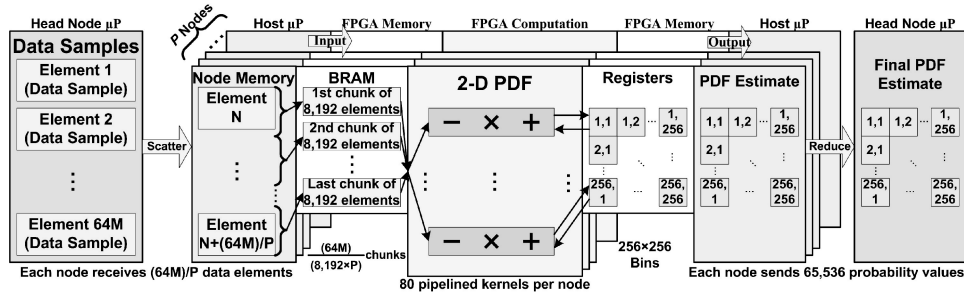 Head Node µP
P Nodes
Host µP
FPGA Memory
FPGA Computation
FPGA Memory
Host µP
Head Node µP
Input
Output
Data Samples
Element 1
(Data Sample)
Element 2
(Data Sample)
⋮
Element 64M
(Data Sample)
Scatter
Node Memory
Element
N
⋮
Element
N+(64M)/P
BRAM
1st chunk of
8,192 elements
2nd chunk of
8,192 elements
⋮
Last chunk of
8,192 elements
(64M)
(8,192×P)
chunks
2-D PDF
− × +
⋮ ⋮ ⋮
− × +
Registers
1,1 1,2 ... 1,
256
2,1
⋮ ⋱ ⋮
256, ... 256,
1 256
256×256
Bins
PDF Estimate
1,1 1,2 ... 1,
256
2,1
⋮ ⋱ ⋮
256, ... 256,
1 256
Reduce
Final PDF
Estimate
1,1 1,2 ... 1,
256
2,1
⋮ ⋱ ⋮
256, ... 256,
1 256
Each node receives (64M)/P data elements
80 pipelined kernels per node
Each node sends 65,536 probability values